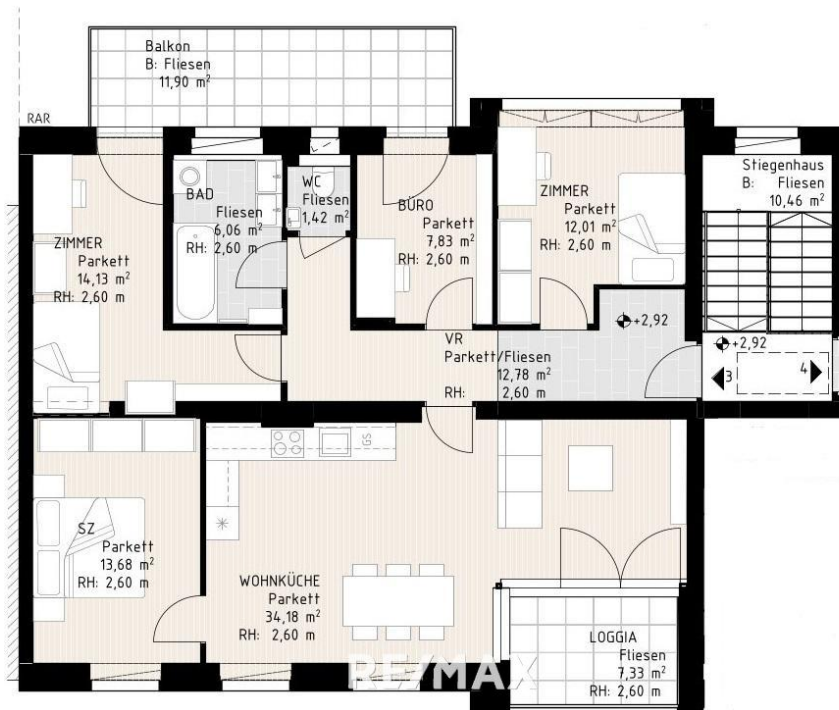 Balkon
B: Fliesen
11,90 m²
RAR
Stiegenhaus
B: Fliesen
10,46 m²
BAD
Fliesen
6,06 m²
RH: 2,60 m
WC
Fliesen
1,42 m²
BÜRO
Parkett
7,83 m²
RH: 2,60 m
ZIMMER
Parkett
12,01 m²
RH: 2,60 m
ZIMMER
Parkett
14,13 m²
RH: 2,60 m
+2,92
VR
Parkett/Fliesen
12,78 m²
RH: 2,60 m
+2,92
3
4
GS
SZ
Parkett
13,68 m²
RH: 2,60 m
WOHNKÜCHE
Parkett
34,18 m²
RH: 2,60 m
LOGGIA
Fliesen
7,33 m²
RH: 2,60 m
RE/MAX